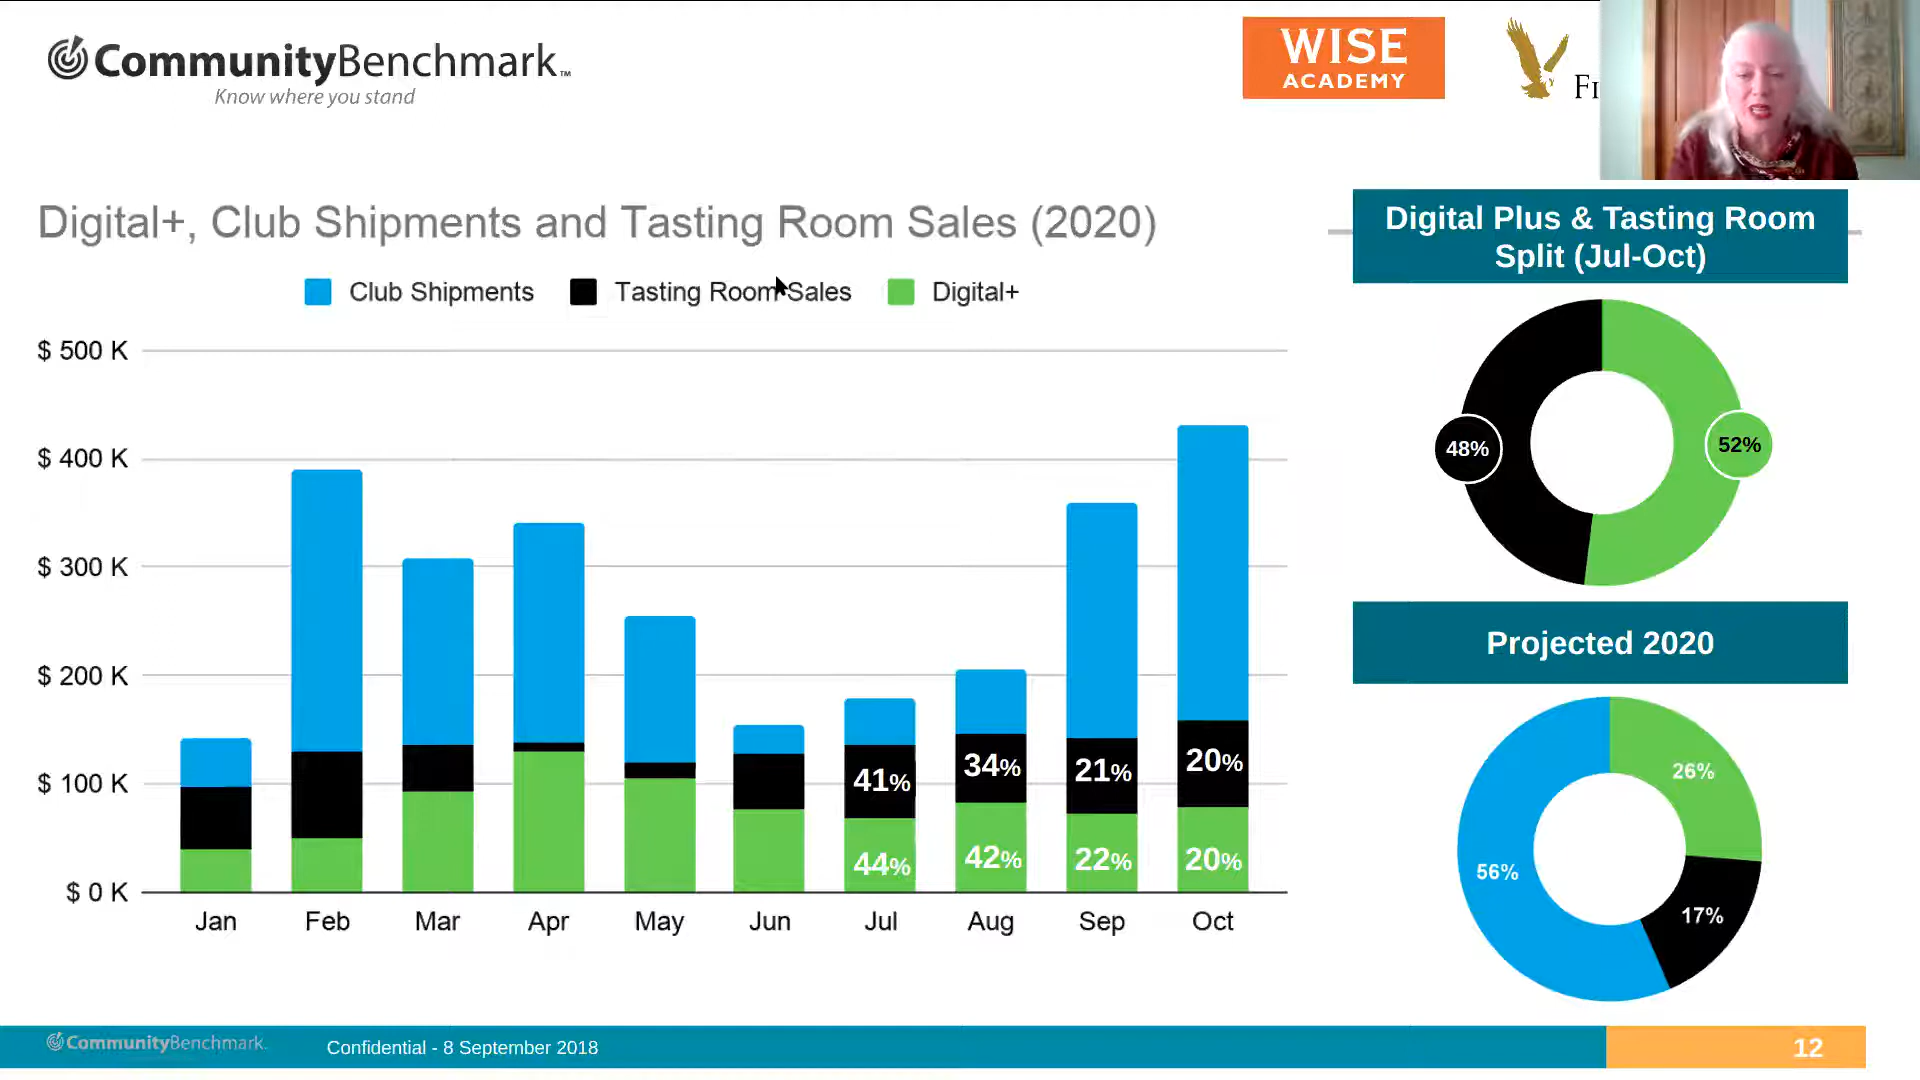 CommunityBenchmark™
Know where you stand
WISE
ACADEMY
Digital+, Club Shipments and Tasting Room Sales (2020)
Club Shipments
Tasting Room Sales
Digital+
$ 500 K
$ 400 K
$ 300 K
$ 200 K
$ 100 K
$ 0 K
41%
34%
21%
20%
44%
42%
22%
20%
Jan
Feb
Mar
Apr
May
Jun
Jul
Aug
Sep
Oct
Digital Plus & Tasting Room
Split (Jul-Oct)
48%
52%
Projected 2020
26%
56%
17%
CommunityBenchmark.
Confidential - 8 September 2018
12